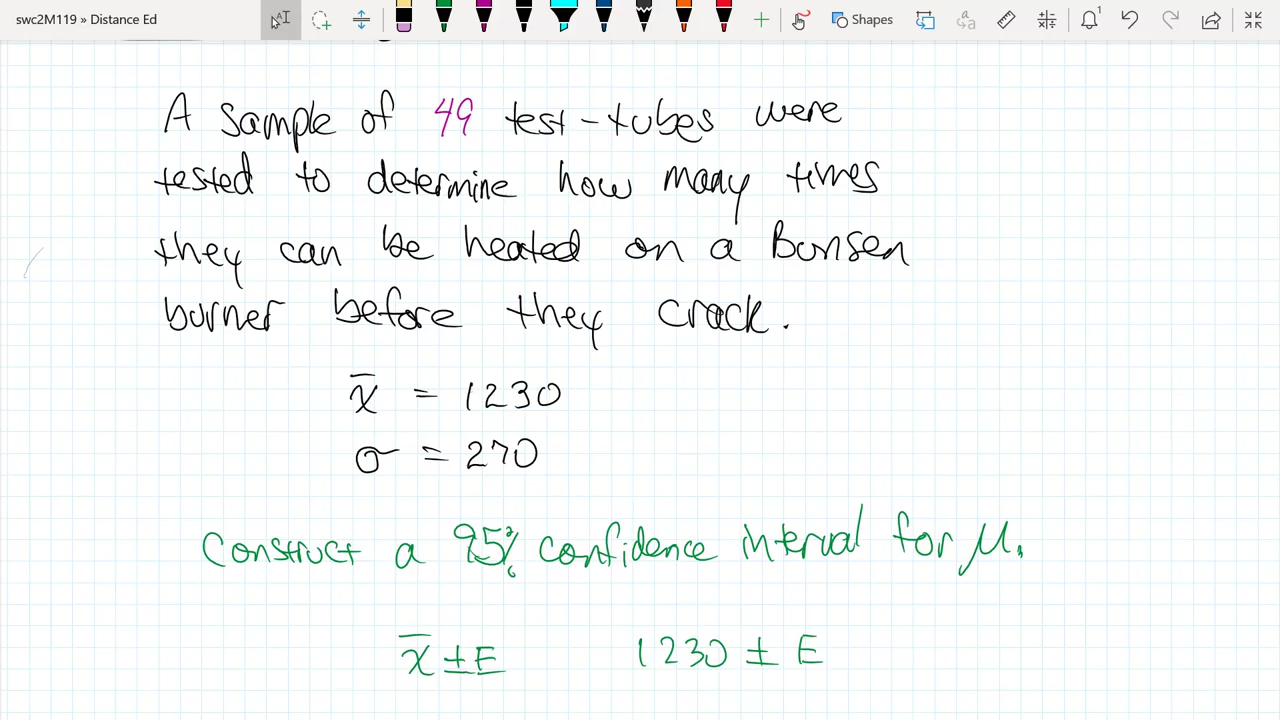 swc2M119 » Distance Ed
Shapes
A sample of 49 test-tubes were
tested to determine how many times
they can be heated on a Bunsen
burner before they crack.
x̄ = 1230
σ = 270
Construct a 95% confidence interval for μ.
x̄ ± E 1230 ± E